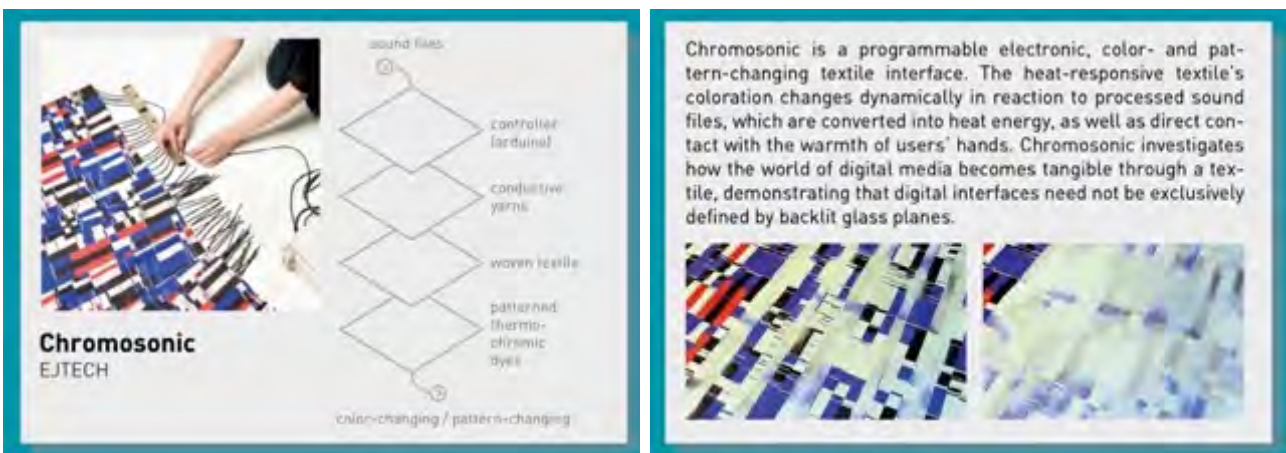 sound files
controller
(arduino)
conductive
yarns
woven textile
patterned
thermo-
chromic
dyes
color-changing / pattern-changing
Chromosonic
EJTECH
Chromosonic is a programmable electronic, color- and pat-
tern-changing textile interface. The heat-responsive textile's
coloration changes dynamically in reaction to processed sound
files, which are converted into heat energy, as well as direct con-
tact with the warmth of users' hands. Chromosonic investigates
how the world of digital media becomes tangible through a tex-
tile, demonstrating that digital interfaces need not be exclusively
defined by backlit glass planes.